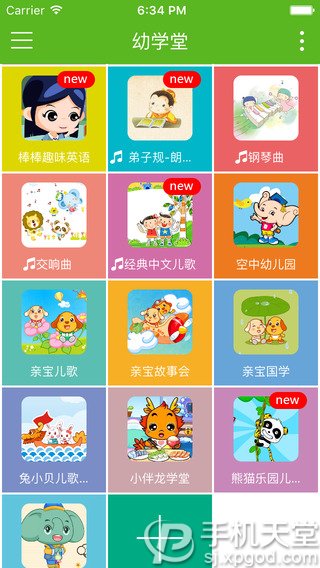 Carrier 6:34 PM
幼学堂
new
new
棒棒趣味英语
弟子规-朗...
钢琴曲
new
交响曲
经典中文儿歌
空中幼儿园
亲宝儿歌
亲宝故事会
亲宝国学
new
兔小贝儿歌...
小伴龙学堂
熊猫乐园儿...
手机天堂
sj.xpgod.com